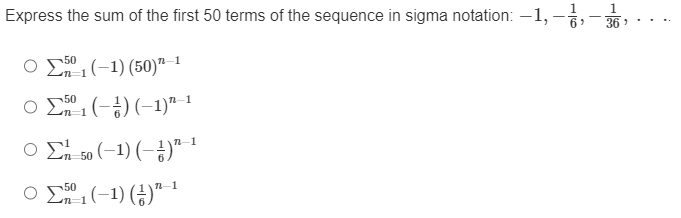 Express the sum of the first 50 terms of the sequence in sigma notation: −1, −1/6, −1/36, . . ..
∑_{n=1}^{50} (−1) (50)^{n−1}
∑_{n=1}^{50} (−1/6) (−1)^{n−1}
∑_{n=50}^{1} (−1) (−1/6)^{n−1}
∑_{n=1}^{50} (−1) (1/6)^{n−1}